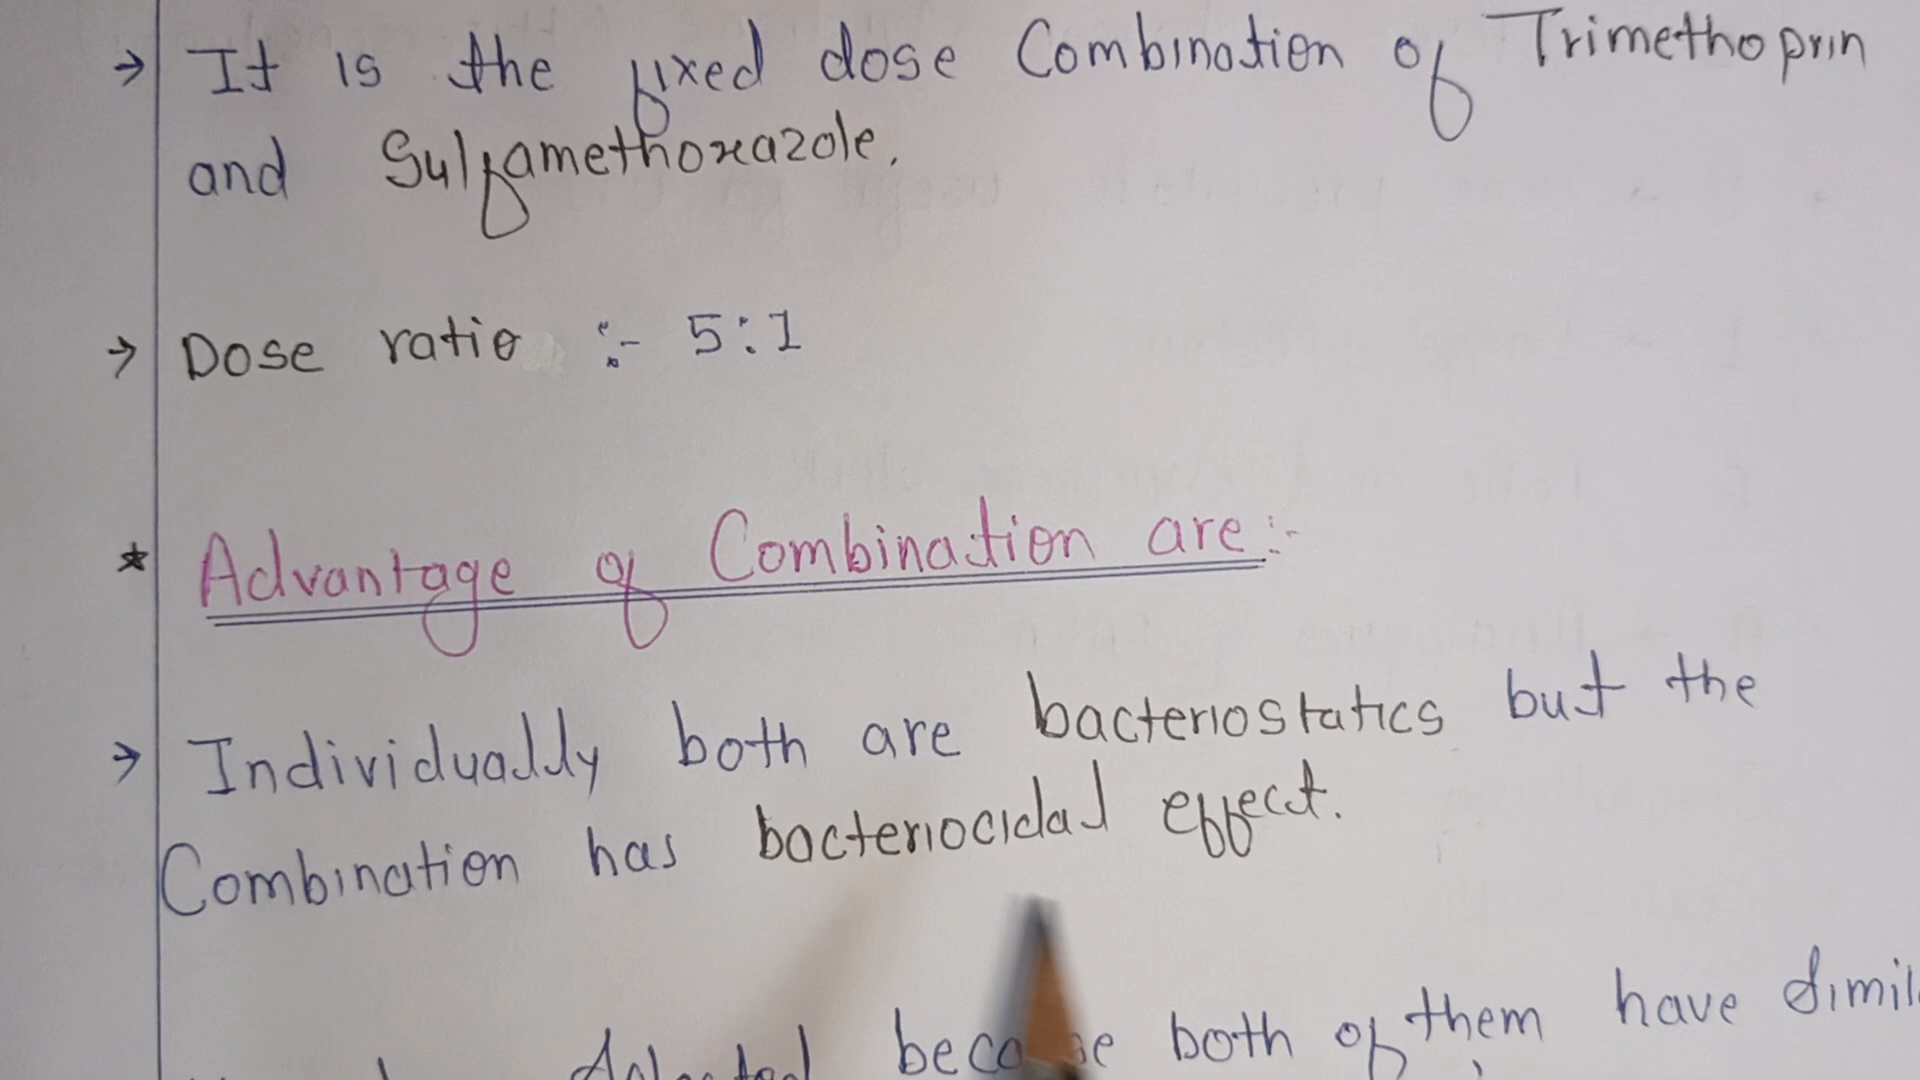 → It is the fixed dose Combination of Trimethoprin
and Sulfamethoxazole.
→ Dose ratio :- 5:1
* Advantage of Combination are:-
→ Individually both are bacteriostatics but the
Combination has bacteriocidal effect.
both of them have